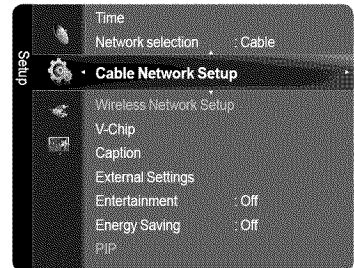 Setup
Time
Network selection : Cable
Cable Network Setup
Wireless Network Setup
V-Chip
Caption
External Settings
Entertainment : Off
Energy Saving : Off
PIP